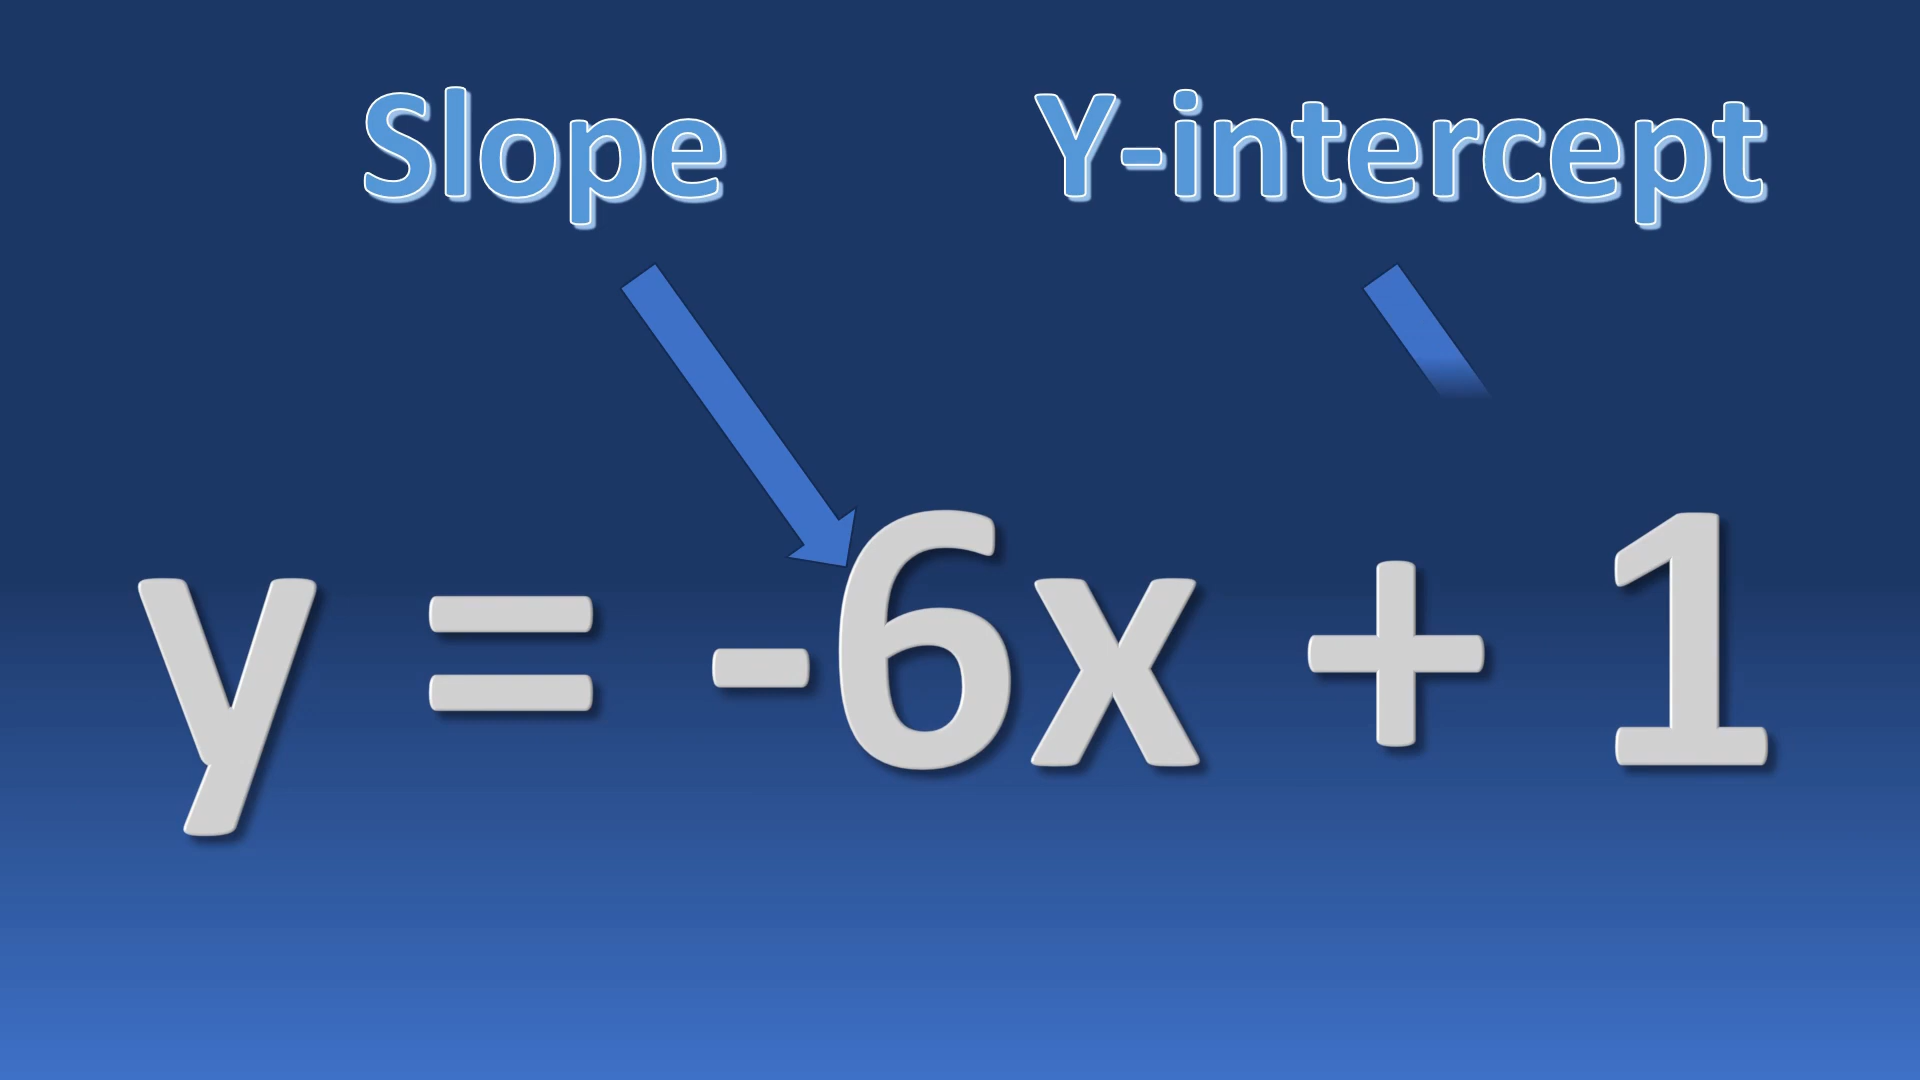 Slope Y-intercept
y = -6x + 1